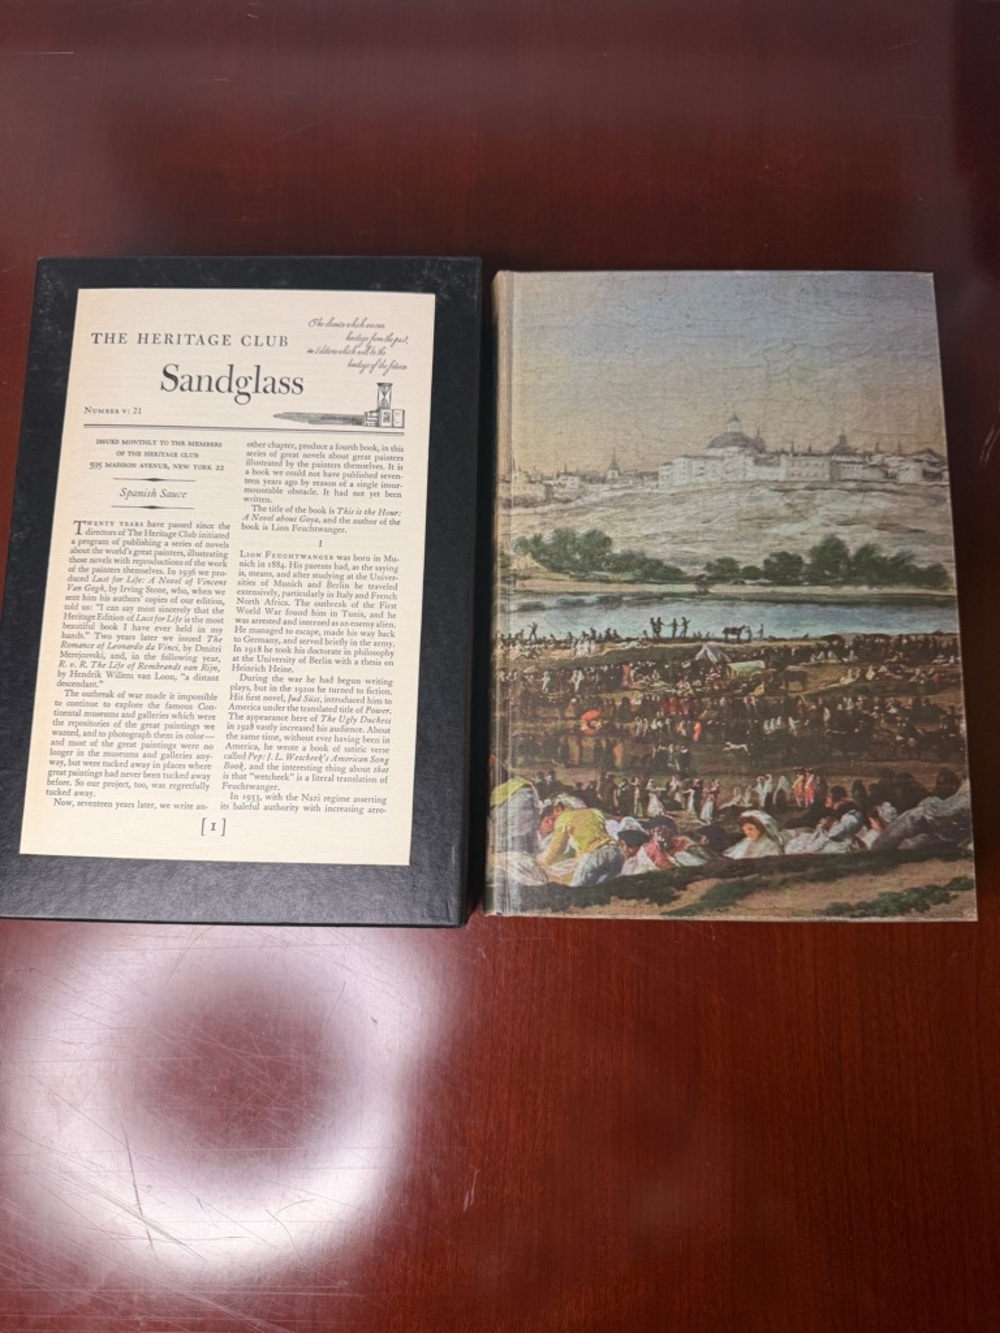 THE HERITAGE CLUB
The classics which are our
heritage from the past,
in Editions which will be the
heritage of the future
Sandglass
NUMBER V: 21
ISSUED MONTHLY TO THE MEMBERS
OF THE HERITAGE CLUB
595 MADISON AVENUE, NEW YORK 22
Spanish Sauce
TWENTY YEARS have passed since the
directors of The Heritage Club initiated
a program of publishing a series of novels
about the world's great painters, illustrating
those novels with reproductions of the work
of the painters themselves. In 1936 we pro-
duced Lust for Life: A Novel of Vincent
Van Gogh, by Irving Stone, who, when we
sent him his authors' copies of our edition,
told us: "I can say most sincerely that the
Heritage Edition of Lust for Life is the most
beautiful book I have ever held in my
hands." Two years later we issued The
Romance of Leonardo da Vinci, by Dmitri
Merejcovski, and, in the following year,
R. v. R. The Life of Rembrandt van Rijn,
by Hendrik Willem van Loon, "a distant
descendant."
The outbreak of war made it impossible
to continue to explore the famous Con-
tinental museums and galleries which were
the repositories of the great paintings we
wanted, and to photograph them in color—
and most of the great paintings were no
longer in the museums and galleries any-
way, but were tucked away in places where
great paintings had never been tucked away
before. So our project, too, was regretfully
tucked away.
Now, seventeen years later, we write an-
other chapter, produce a fourth book, in this
series of great novels about great painters
illustrated by the painters themselves. It is
a book we could not have published seven-
teen years ago by reason of a single insur-
mountable obstacle. It had not yet been
written.
The title of the book is This is the Hour:
A Novel about Goya, and the author of the
book is Lion Feuchtwanger.
I
LION FEUCHTWANGER was born in Mu-
nich in 1884. His parents had, as the saying
is, means, and after studying at the Univer-
sities of Munich and Berlin he traveled
extensively, particularly in Italy and French
North Africa. The outbreak of the First
World War found him in Tunis, and he
was arrested and interned as an enemy alien.
He managed to escape, made his way back
to Germany, and served briefly in the army.
In 1918 he took his doctorate in philosophy
at the University of Berlin with a thesis on
Heinrich Heine.
During the war he had begun writing
plays, but in the 1920s he turned to fiction.
His first novel, Jud Süss, introduced him to
America under the translated title of Power.
The appearance here of The Ugly Duchess
in 1928 vastly increased his audience. About
the same time, without ever having been in
America, he wrote a book of satiric verse
called Pep: J. L. Wetcheek's American Song
Book, and the interesting thing about that
is that "wetcheek" is a literal translation of
Feuchtwanger.
In 1933, with the Nazi regime asserting
its baleful authority with increasing arro-
[1]